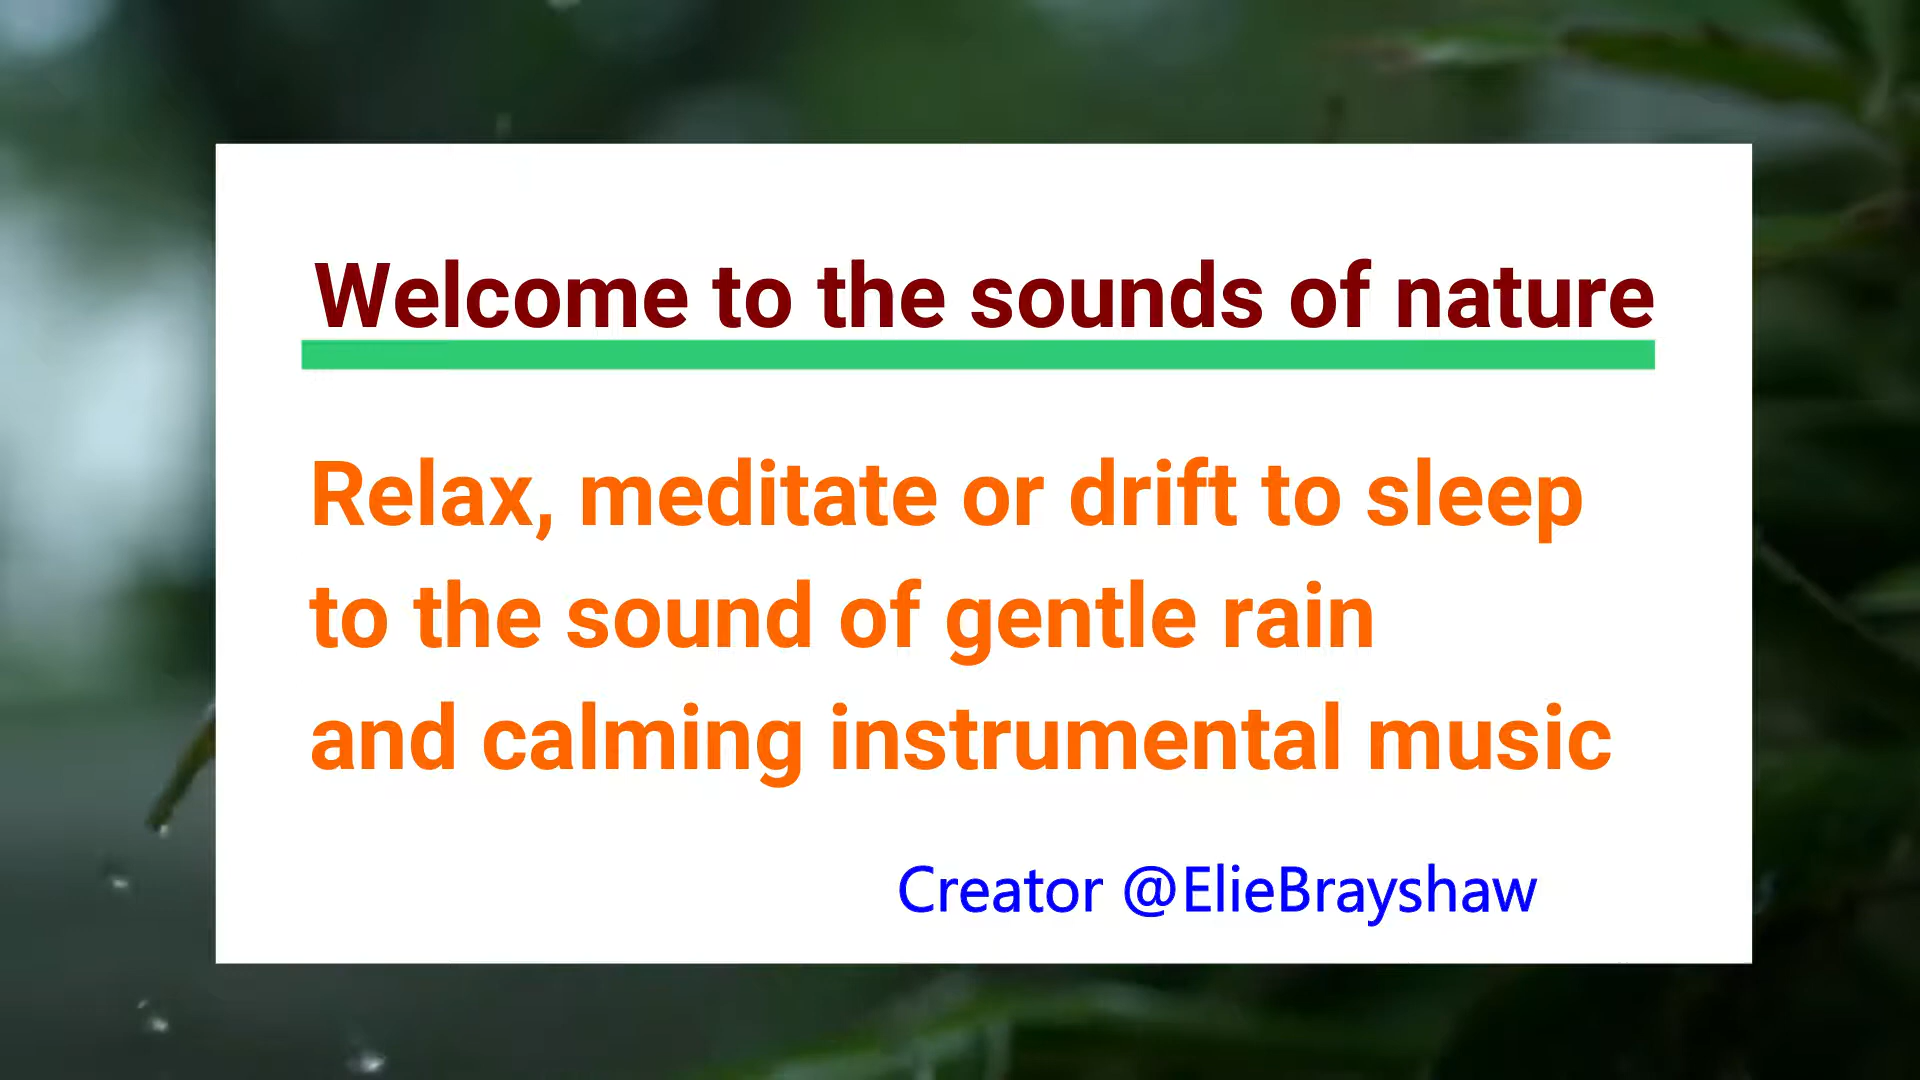 Welcome to the sounds of nature
Relax, meditate or drift to sleep
to the sound of gentle rain
and calming instrumental music
Creator @ElieBrayshaw